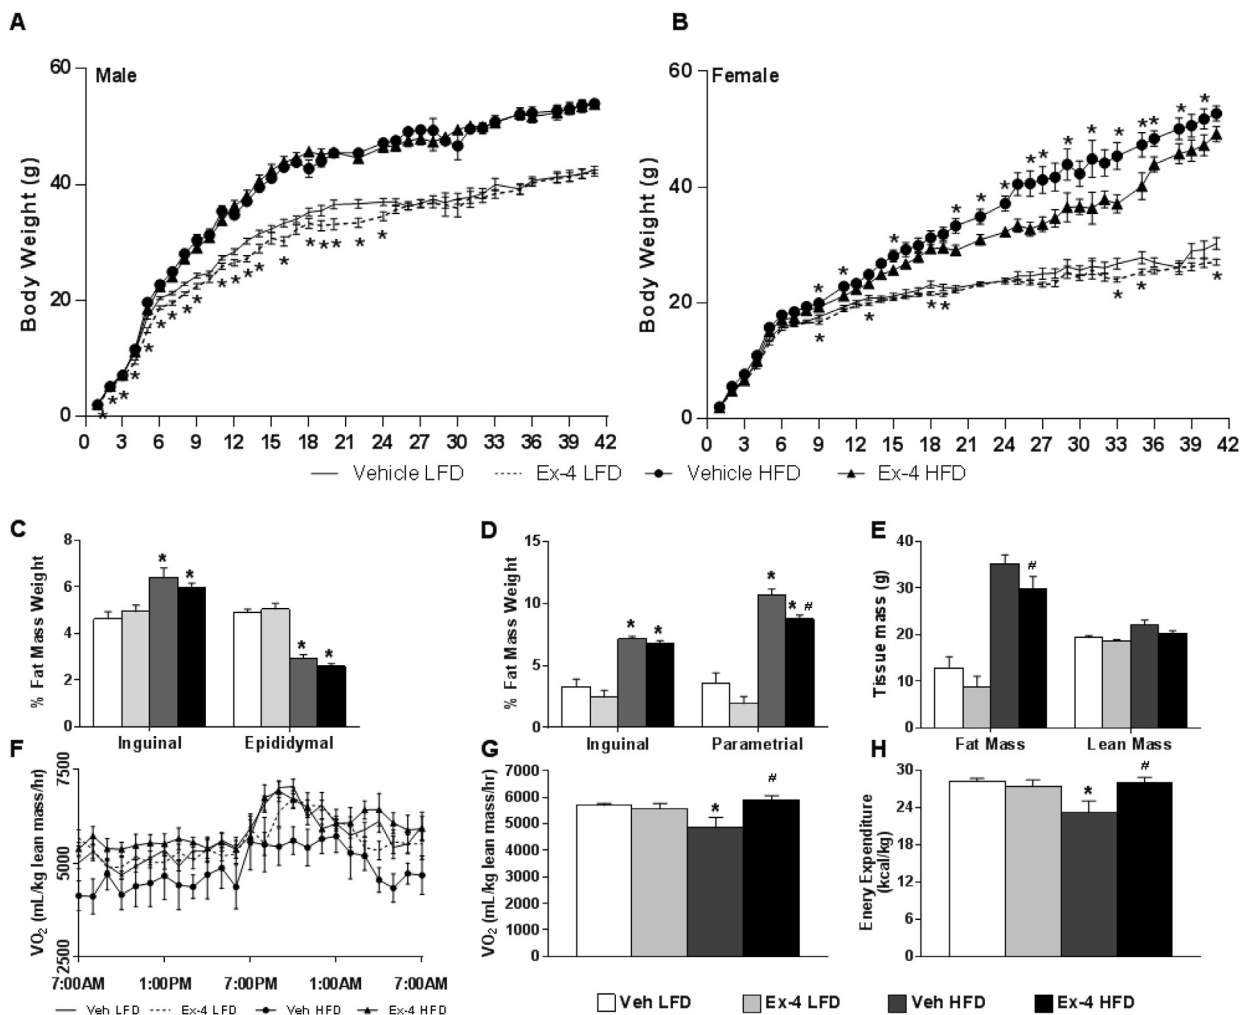 A
B
60
Male
40
20
0
Body Weight (g)
0 3 6 9 12 15 18 21 24 27 30 33 36 39 42
* * * * * * * * * * * * * * * * * * *
60
Female
40
20
0
Body Weight (g)
0 3 6 9 12 15 18 21 24 27 30 33 36 39 42
* * * * * * * * * * * * * *
* * * * * * *
Vehicle LFD Ex-4 LFD Vehicle HFD Ex-4 HFD
C
8
6
4
2
0
% Fat Mass Weight
* * * *
Inguinal Epididymal
D
15
10
5
0
% Fat Mass Weight
* * * * #
Inguinal Parametrial
E
40
30
20
10
0
Tissue mass (g)
#
Fat Mass Lean Mass
F
7500
5000
2500
VO2 (mL/kg lean mass/hr)
7:00AM 1:00PM 7:00PM 1:00AM 7:00AM
Veh LFD Ex-4 LFD Veh HFD Ex-4 HFD
G
7000
6000
5000
4000
3000
2000
1000
0
VO2 (mL/kg lean mass/hr)
* #
H
30
24
18
12
6
0
Enery Expenditure
(kcal/kg)
* #
Veh LFD Ex-4 LFD Veh HFD Ex-4 HFD